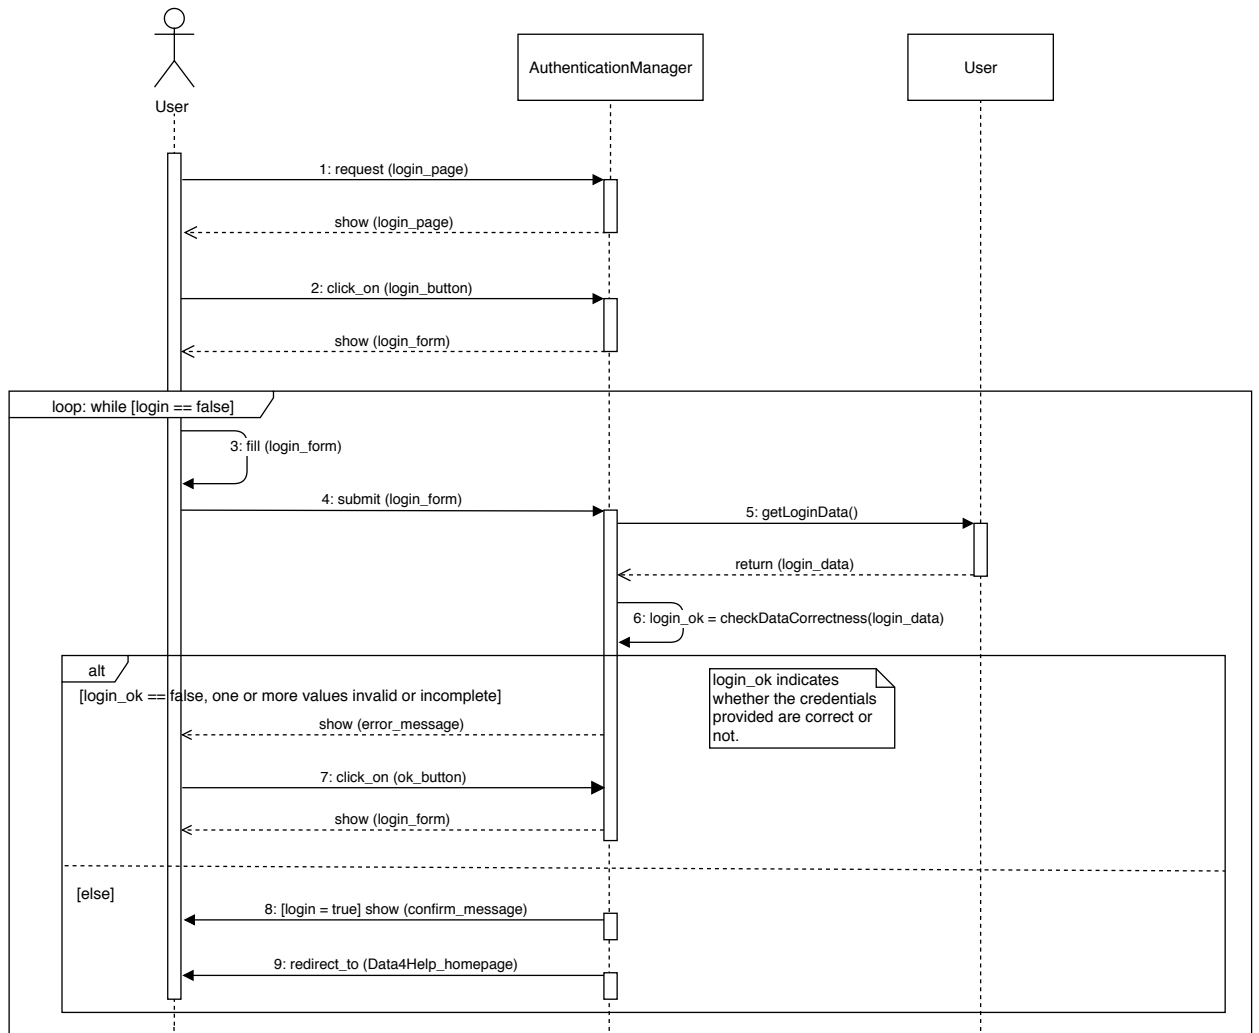 User
AuthenticationManager
User
1: request (login_page)
show (login_page)
2: click_on (login_button)
show (login_form)
loop: while [login == false]
3: fill (login_form)
4: submit (login_form)
5: getLoginData()
return (login_data)
6: login_ok = checkDataCorrectness(login_data)
alt
[login_ok == false, one or more values invalid or incomplete]
login_ok indicates
whether the credentials
provided are correct or
not.
show (error_message)
7: click_on (ok_button)
show (login_form)
[else]
8: [login = true] show (confirm_message)
9: redirect_to (Data4Help_homepage)